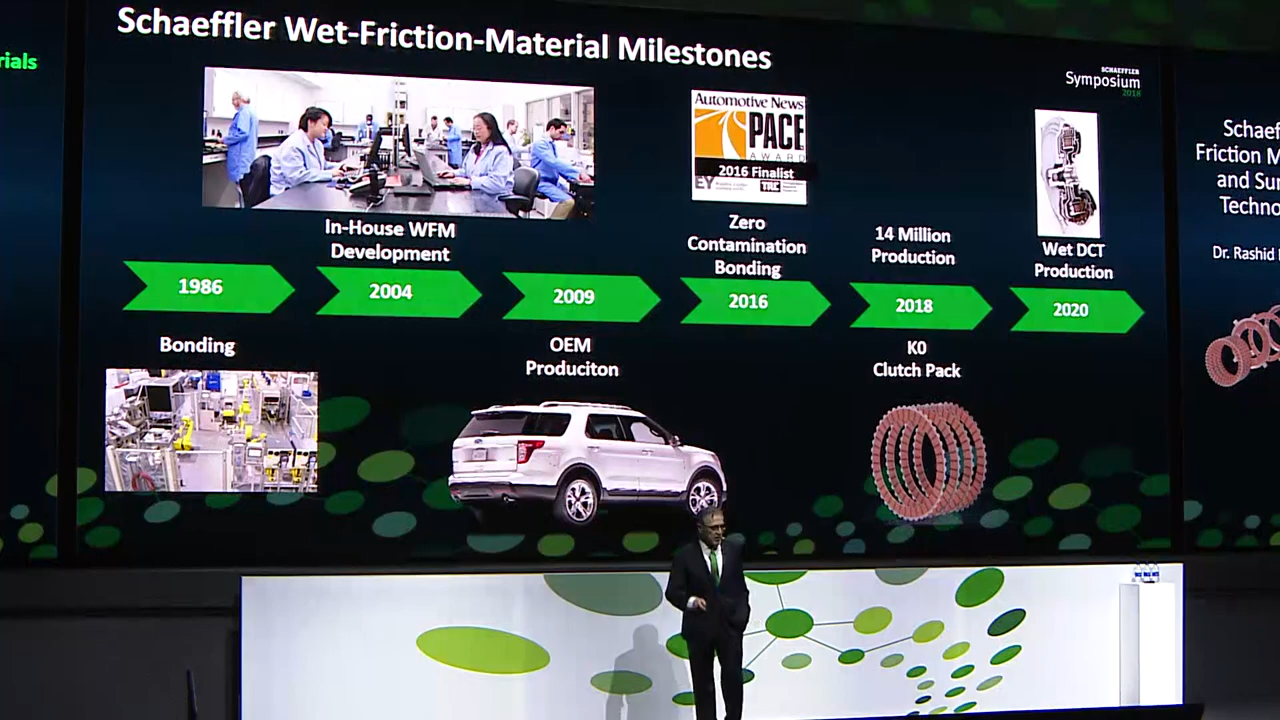 Schaeffler Wet-Friction-Material Milestones
rials
SCHAEFFLER
Symposium
2018
Automotive News
PACE
AWARD
2016 Finalist
EY
TRC
In-House WFM
Development
Zero
Contamination
Bonding
14 Million
Production
Wet DCT
Production
1986
2004
2009
2016
2018
2020
Bonding
OEM
Produciton
K0
Clutch Pack
Schaef
Friction M
and Sur
Techno
Dr. Rashid